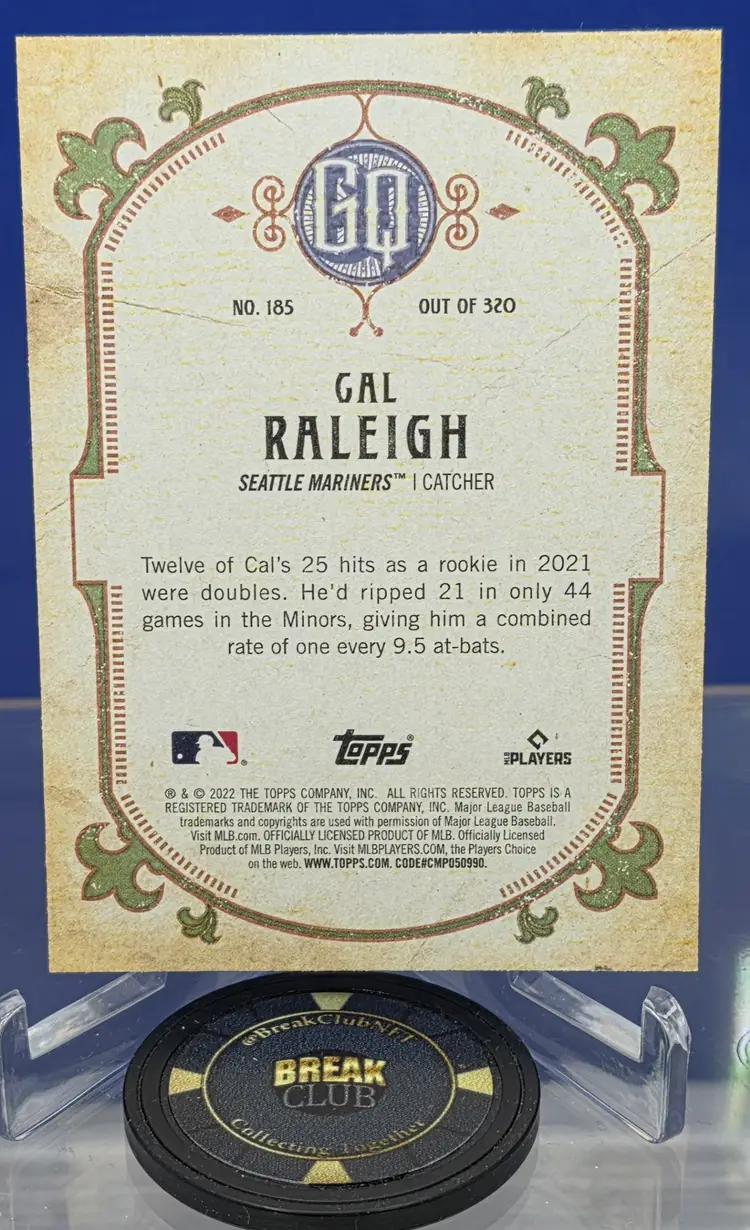 GQ
NO. 185 OUT OF 320
CAL
RALEIGH
SEATTLE MARINERS™ | CATCHER
Twelve of Cal's 25 hits as a rookie in 2021
were doubles. He'd ripped 21 in only 44
games in the Minors, giving him a combined
rate of one every 9.5 at-bats.
® Topps® MLB PLAYERS
® & © 2022 THE TOPPS COMPANY, INC. ALL RIGHTS RESERVED. TOPPS IS A
REGISTERED TRADEMARK OF THE TOPPS COMPANY, INC. Major League Baseball
trademarks and copyrights are used with permission of Major League Baseball.
Visit MLB.com. OFFICIALLY LICENSED PRODUCT OF MLB. Officially Licensed
Product of MLB Players, Inc. Visit MLBPLAYERS.COM, the Players Choice
on the web. WWW.TOPPS.COM. CODE#CMP050990.
@BreakClubNFT
BREAK
CLUB
Collecting Together